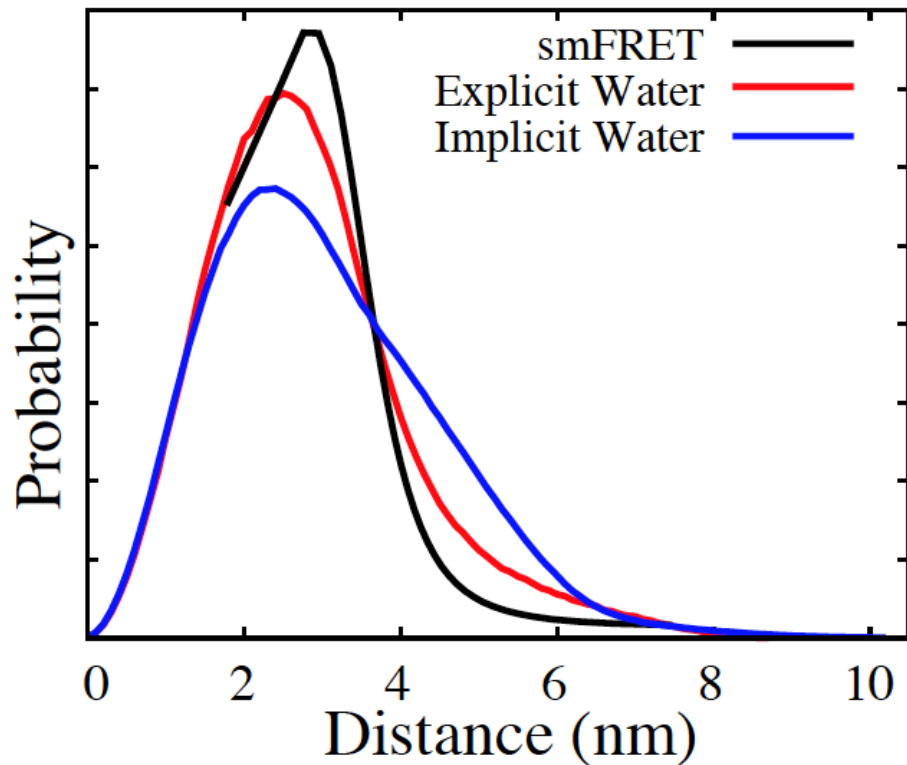 smFRET
Explicit Water
Implicit Water
Probability
0 2 4 6 8 10
Distance (nm)